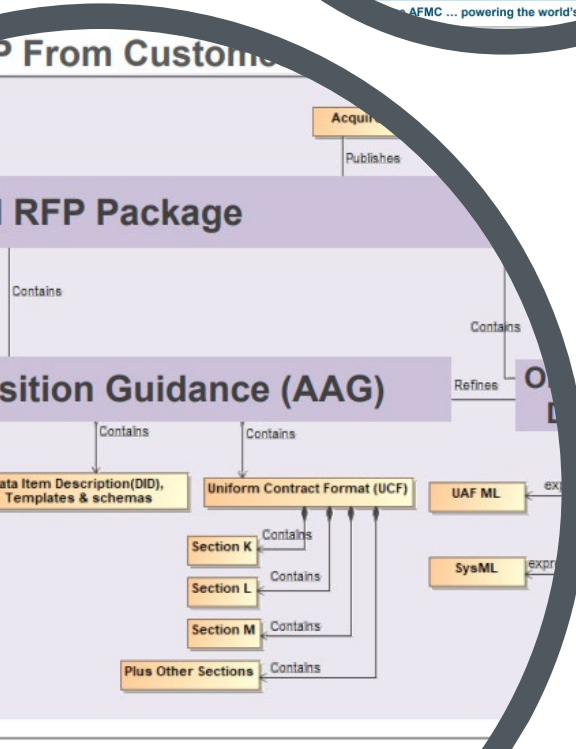 AFMC ... powering the world's
P From Custom
Acqui
Publishes
RFP Package
Contains
Contains
sition Guidance (AAG)
Refines
O
D
Contains
Contains
ata Item Description(DID),
Templates & schemas
Uniform Contract Format (UCF)
UAF ML
exp
Section K
Contains
Section L
Contains
SysML
expr
Section M
Contains
Plus Other Sections
Contains